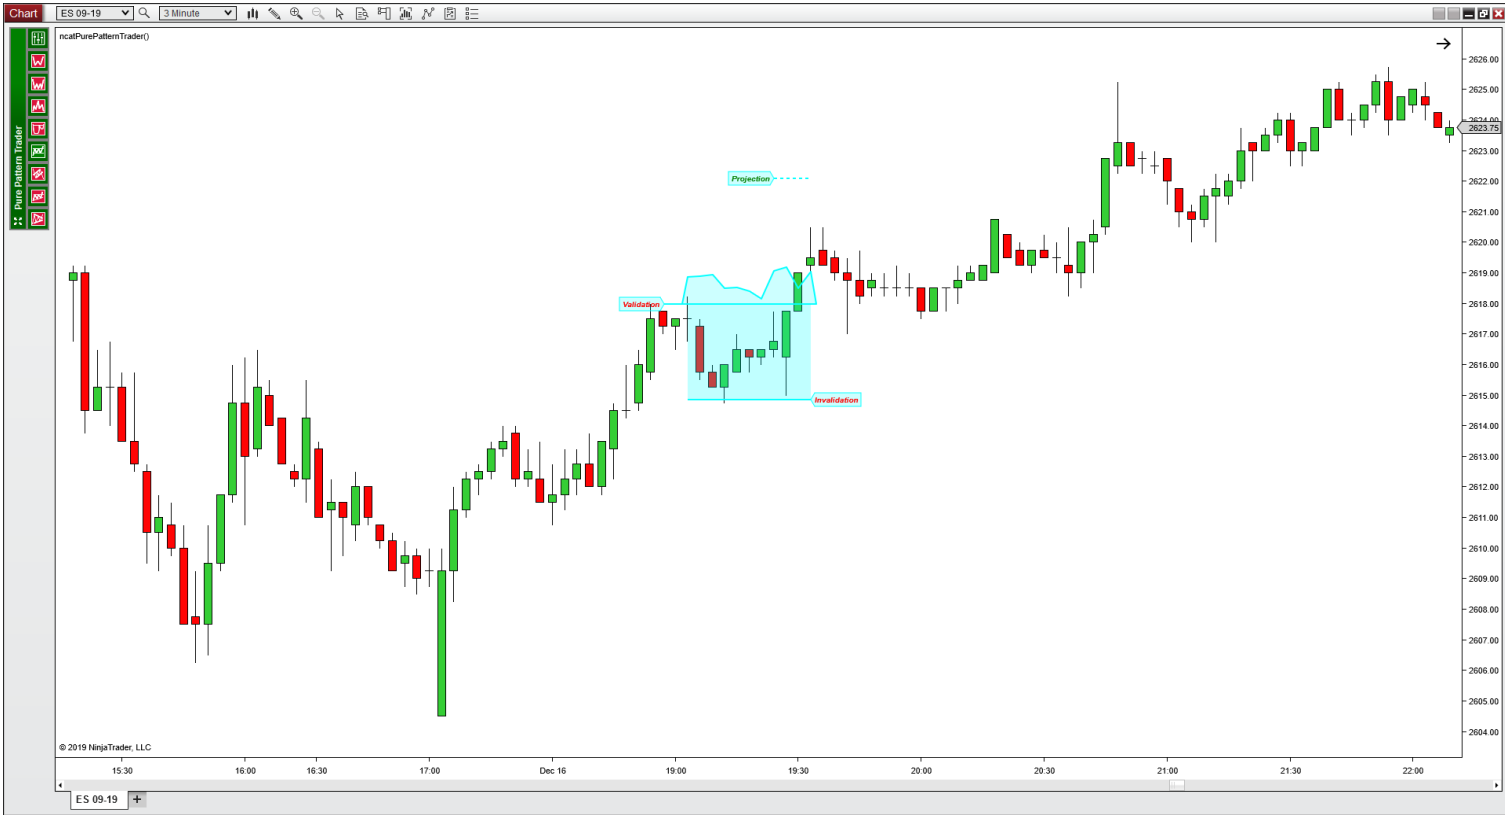 Chart
ES 09-19
3 Minute
ncatPurePatternTrader()
Pure Pattern Trader
2626.00
2625.00
2624.00
2623.75
2623.00
2622.00
2621.00
2620.00
2619.00
2618.00
2617.00
2616.00
2615.00
2614.00
2613.00
2612.00
2611.00
2610.00
2609.00
2608.00
2607.00
2606.00
2605.00
2604.00
Projection
Validation
Invalidation
© 2019 NinjaTrader, LLC
15:30 16:00 16:30 17:00 Dec 16 19:00 19:30 20:00 20:30 21:00 21:30 22:00
ES 09-19 +